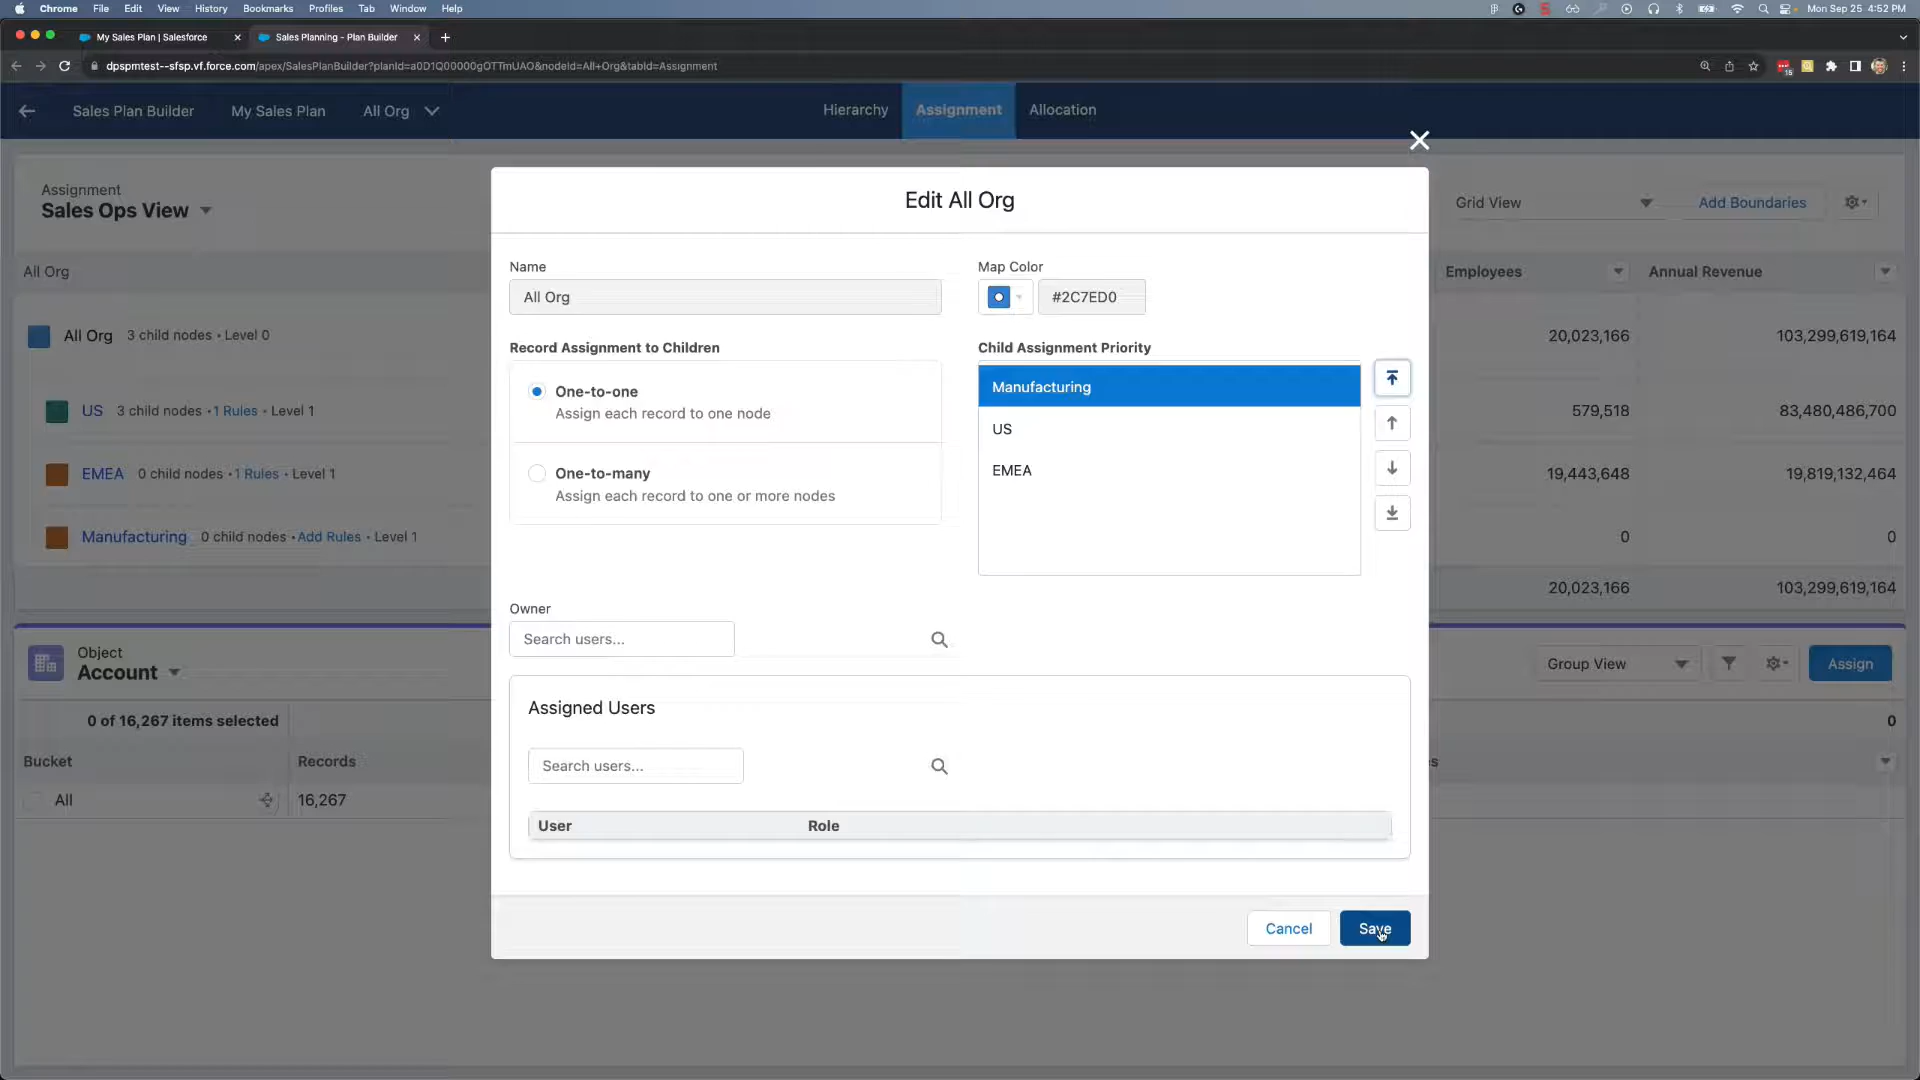 Chrome File Edit View History Bookmarks Profiles Tab Window Help Mon Sep 25 4:52 PM
My Sales Plan | Salesforce Sales Planning - Plan Builder
dpspmtest--sfsp.vf.force.com/apex/SalesPlanBuilder?planId=a0D1Q00000gOTTmUAO&nodeId=All+Org&tabId=Assignment 15
Sales Plan Builder My Sales Plan All Org Hierarchy Assignment Allocation
Assignment
Sales Ops View
Grid View Add Boundaries
All Org Employees Annual Revenue
All Org 3 child nodes • Level 0 20,023,166 103,299,619,164
US 3 child nodes • 1 Rules • Level 1 579,518 83,480,486,700
EMEA 0 child nodes • 1 Rules • Level 1 19,443,648 19,819,132,464
Manufacturing 0 child nodes • Add Rules • Level 1 0 0
20,023,166 103,299,619,164
Edit All Org
Name
All Org
Map Color
#2C7ED0
Record Assignment to Children
One-to-one
Assign each record to one node
One-to-many
Assign each record to one or more nodes
Child Assignment Priority
Manufacturing
US
EMEA
Owner
Search users...
Assigned Users
Search users...
User Role
Cancel Save
Object
Account
Group View Assign
0 of 16,267 items selected 0
Bucket Records
All 16,267